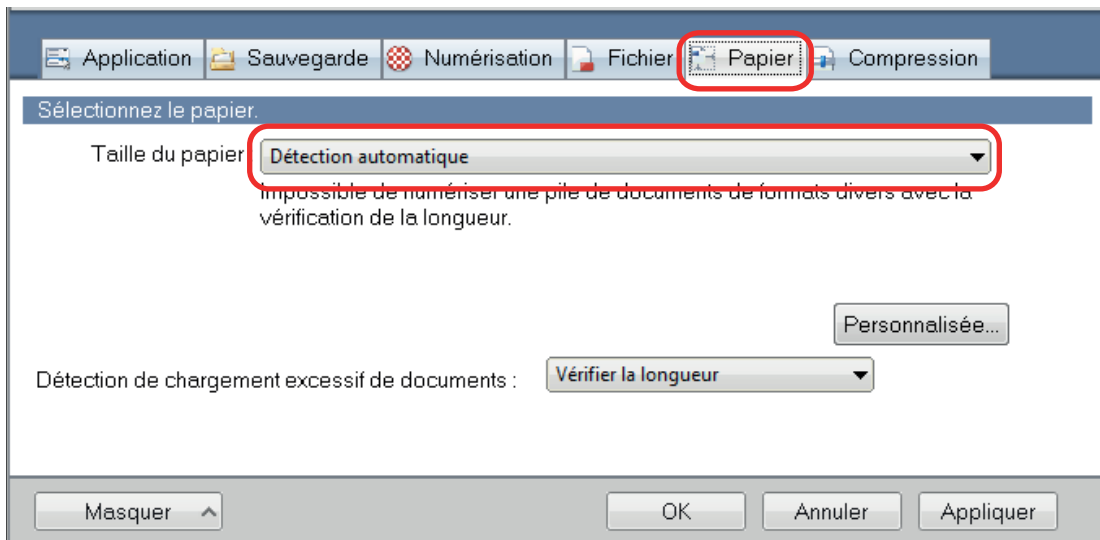 Application Sauvegarde Numérisation Fichier Papier Compression
Sélectionnez le papier.
Taille du papier Détection automatique
Impossible de numériser une pile de documents de formats divers avec la
vérification de la longueur.
Personnalisée...
Détection de chargement excessif de documents : Vérifier la longueur
Masquer OK Annuler Appliquer